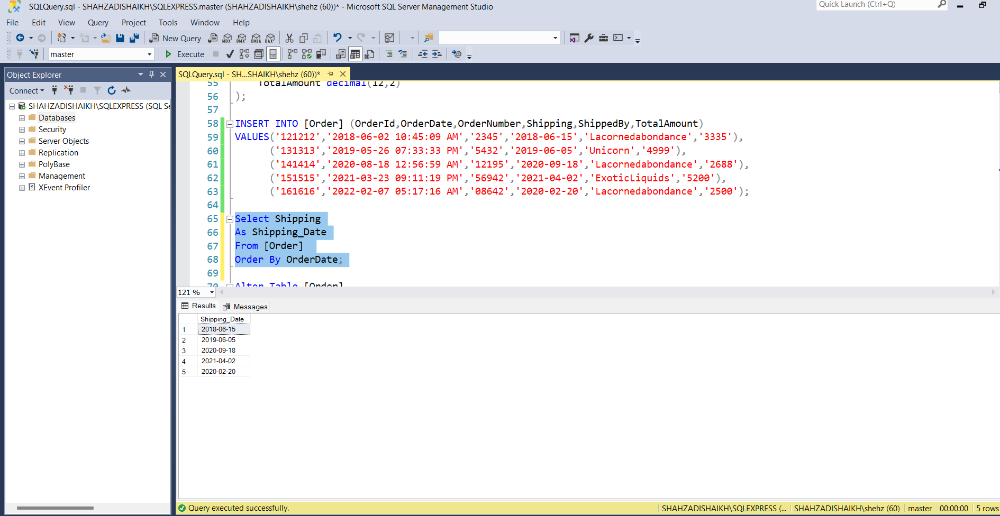 SQLQuery.sql - SHAHZADISHAIKH\SQLEXPRESS.master (SHAHZADISHAIKH\shehz (60))* - Microsoft SQL Server Management Studio
Quick Launch (Ctrl+Q)
File Edit View Query Project Tools Window Help
New Query MDX DMX XMLA DAX
master Execute
Object Explorer
SQLQuery.sql - SH...SHAIKH\shehz (60))*
Connect
SHAHZADISHAIKH\SQLEXPRESS (SQL Se
Databases
Security
Server Objects
Replication
PolyBase
Management
XEvent Profiler
55 TotalAmount decimal(12,2)
56 );
57
58 INSERT INTO [Order] (OrderId,OrderDate,OrderNumber,Shipping,ShippedBy,TotalAmount)
59 VALUES('121212','2018-06-02 10:45:09 AM','2345','2018-06-15','Lacornedabondance','3335'),
60 ('131313','2019-05-26 07:33:33 PM','5432','2019-06-05','Unicorn','4999'),
61 ('141414','2020-08-18 12:56:59 AM','12195','2020-09-18','Lacornedabondance','2688'),
62 ('151515','2021-03-23 09:11:19 PM','56942','2021-04-02','ExoticLiquids','5200'),
63 ('161616','2022-02-07 05:17:16 AM','08642','2020-02-20','Lacornedabondance','2500');
64
65 Select Shipping
66 As Shipping_Date
67 From [Order]
68 Order By OrderDate;
69
70 Alter Table [Order]
121 %
Results Messages
Shipping_Date
1 2018-06-15
2 2019-06-05
3 2020-09-18
4 2021-04-02
5 2020-02-20
Query executed successfully.
SHAHZADISHAIKH\SQLEXPRESS (... SHAHZADISHAIKH\shehz (60) master 00:00:00 5 rows